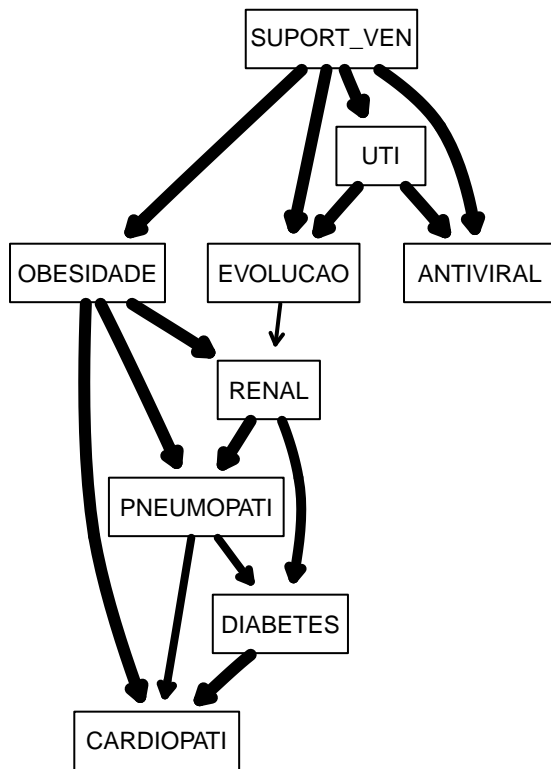 SUPORT_VEN
UTI
OBESIDADE
EVOLUCAO
ANTIVIRAL
RENAL
PNEUMOPATI
DIABETES
CARDIOPATI